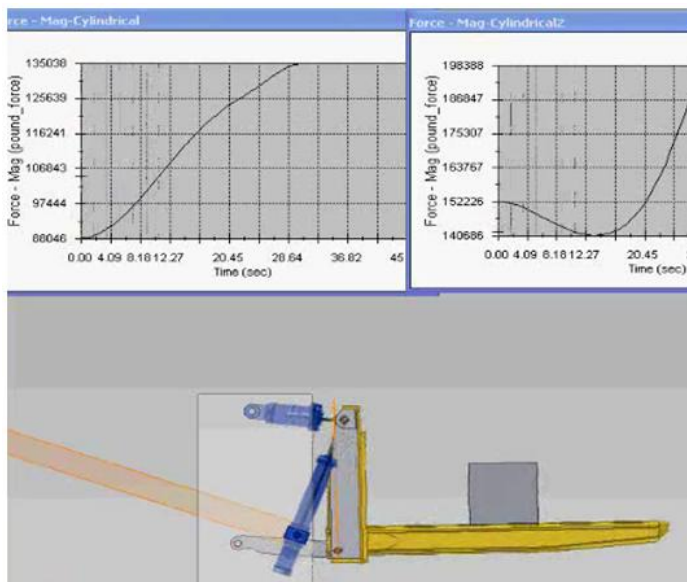 rce - Mag-Cylindrical
Force - Mag (pound_force)
135038
125639
116241
106843
97444
88046
0.00 4.09 8.18 12.27 20.45 28.64 36.82 45
Time (sec)
Force - Mag-Cylindrical2
Force - Mag (pound_force)
198388
186847
175307
163767
152226
140686
0.00 4.09 8.18 12.27 20.45
Time (sec)